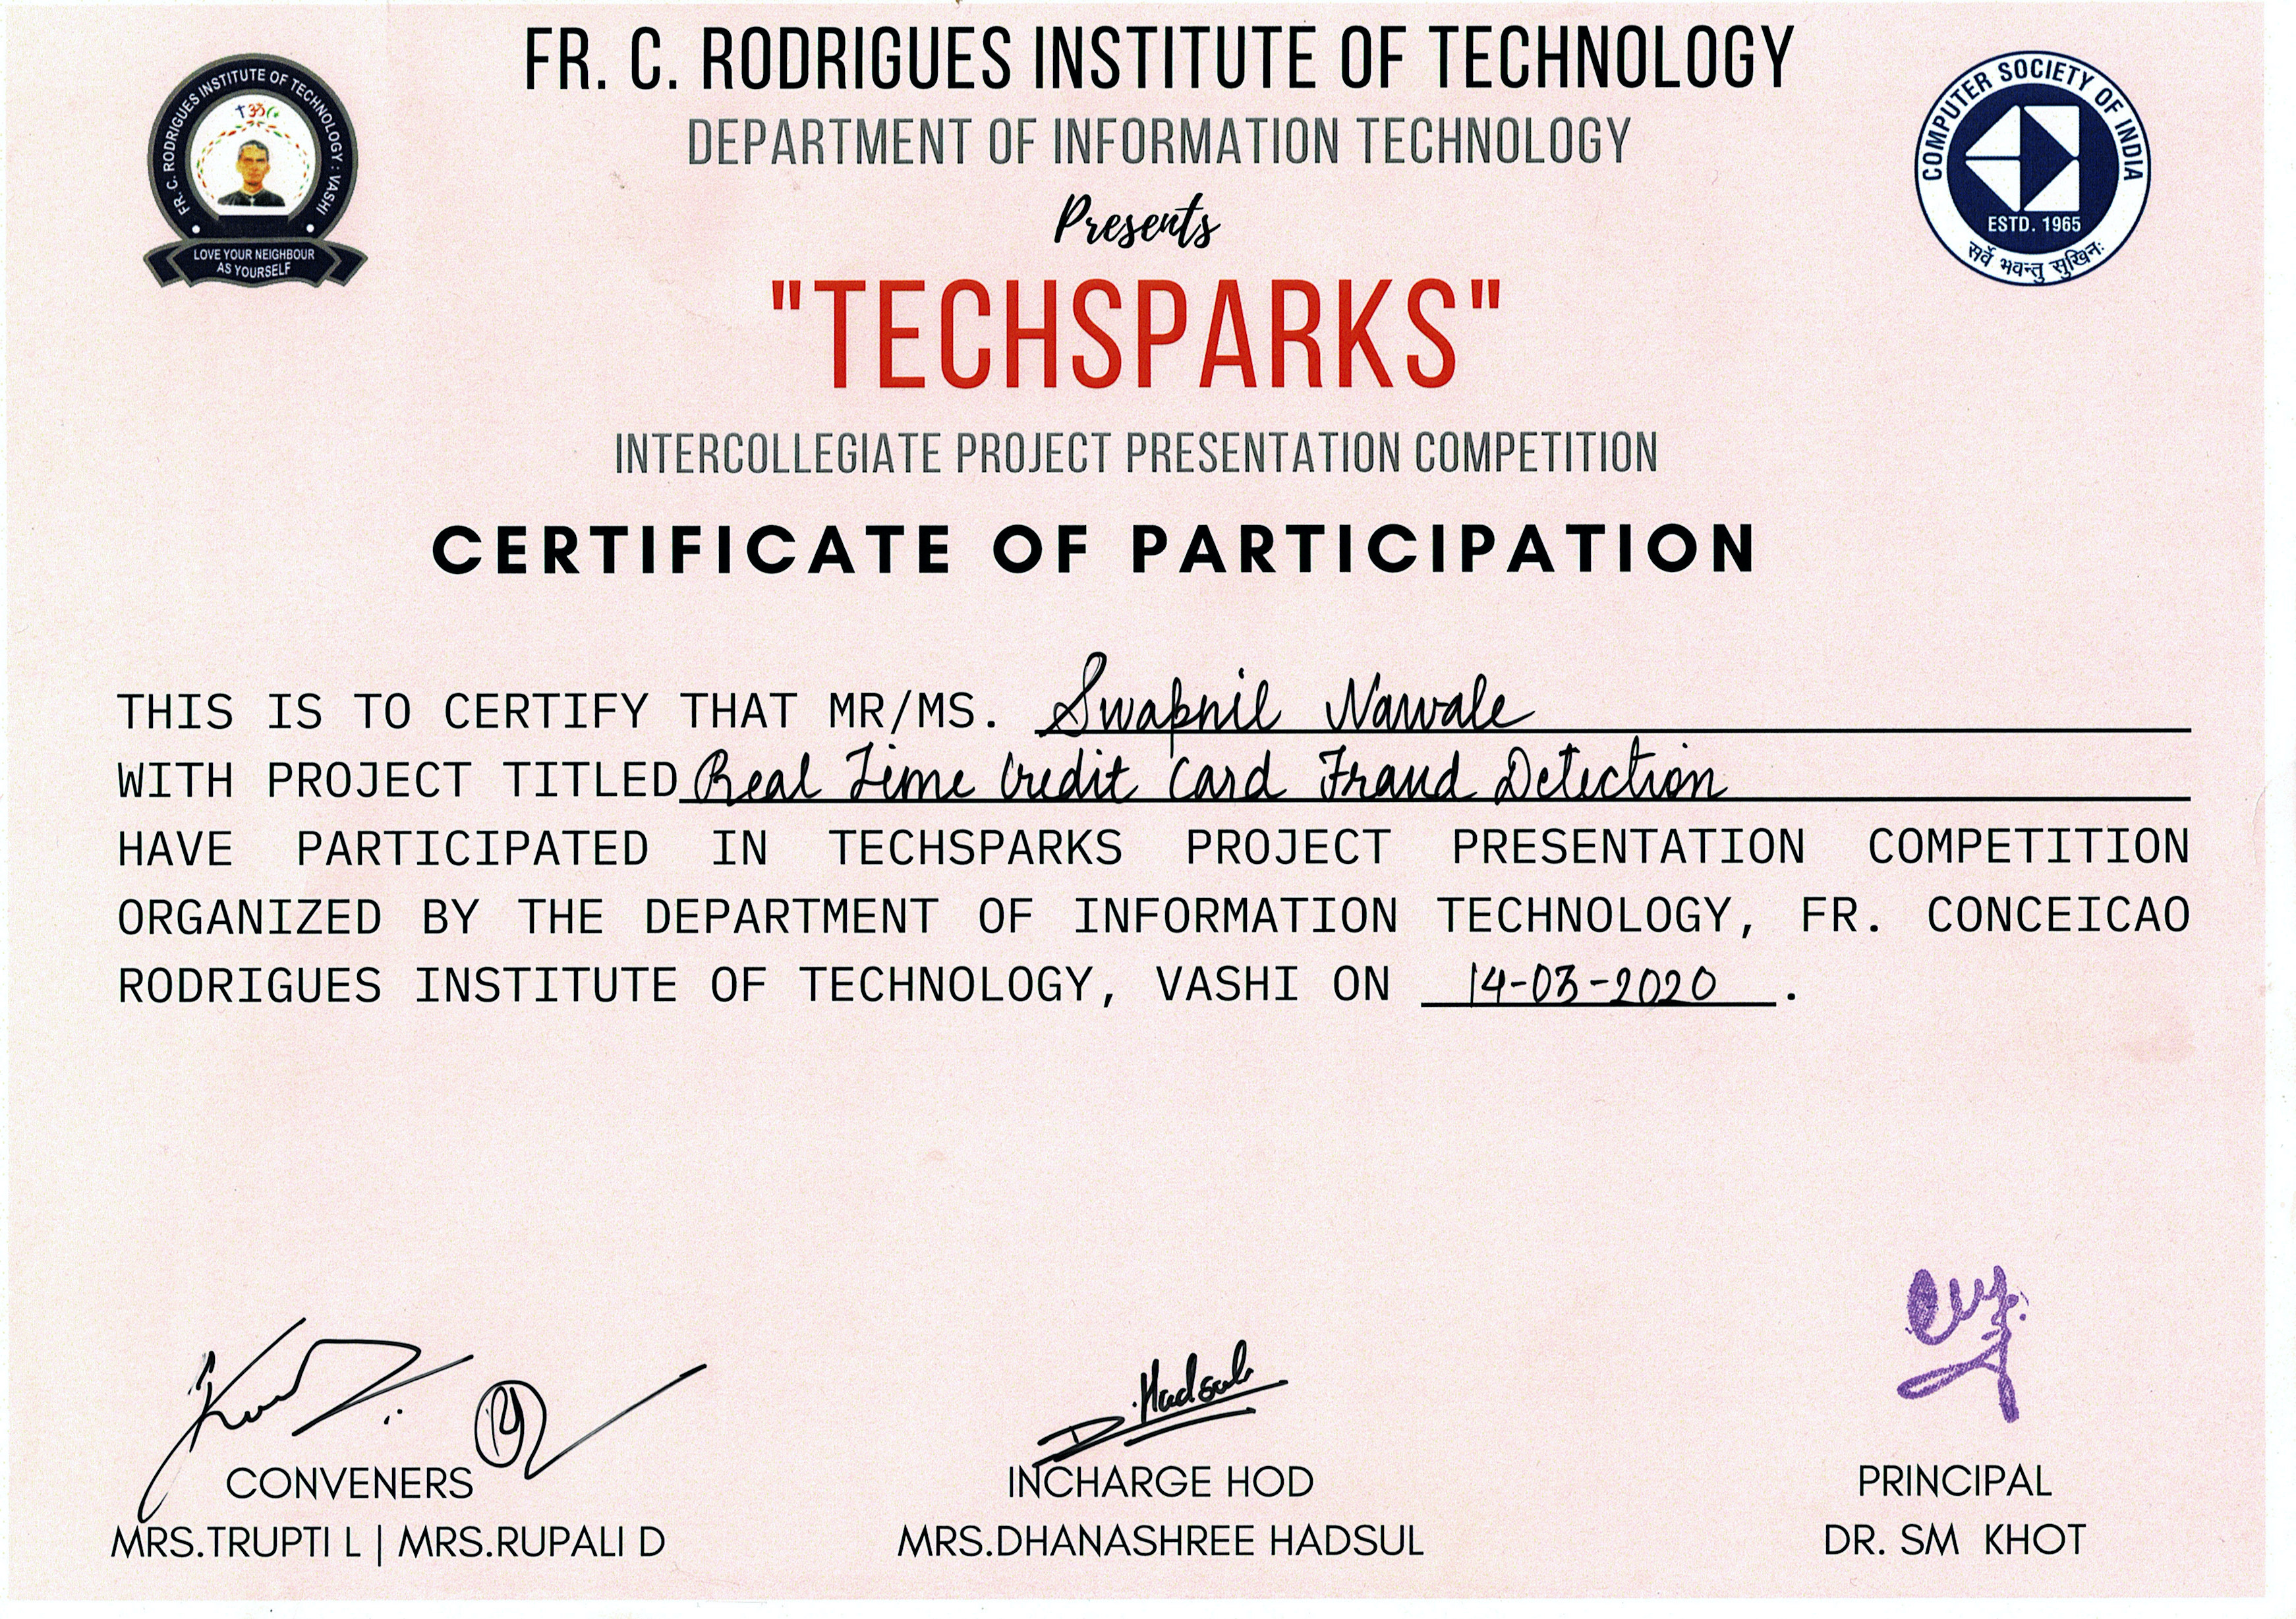 FR. C. RODRIGUES INSTITUTE OF TECHNOLOGY
DEPARTMENT OF INFORMATION TECHNOLOGY
Presents
"TECHSPARKS"
INTERCOLLEGIATE PROJECT PRESENTATION COMPETITION
CERTIFICATE OF PARTICIPATION
FR. C. RODRIGUES INSTITUTE OF TECHNOLOGY : VASHI
LOVE YOUR NEIGHBOUR
AS YOURSELF
COMPUTER SOCIETY OF INDIA
ESTD. 1965
सर्वे भवन्तु सुखिनः
THIS IS TO CERTIFY THAT MR/MS. Swapnil Nawale
WITH PROJECT TITLED Real Time Credit Card Fraud Detection
HAVE PARTICIPATED IN TECHSPARKS PROJECT PRESENTATION COMPETITION
ORGANIZED BY THE DEPARTMENT OF INFORMATION TECHNOLOGY, FR. CONCEICAO
RODRIGUES INSTITUTE OF TECHNOLOGY, VASHI ON 14-03-2020.
D.Hadsul
CONVENERS
MRS.TRUPTI L | MRS.RUPALI D
INCHARGE HOD
MRS.DHANASHREE HADSUL
PRINCIPAL
DR. SM KHOT